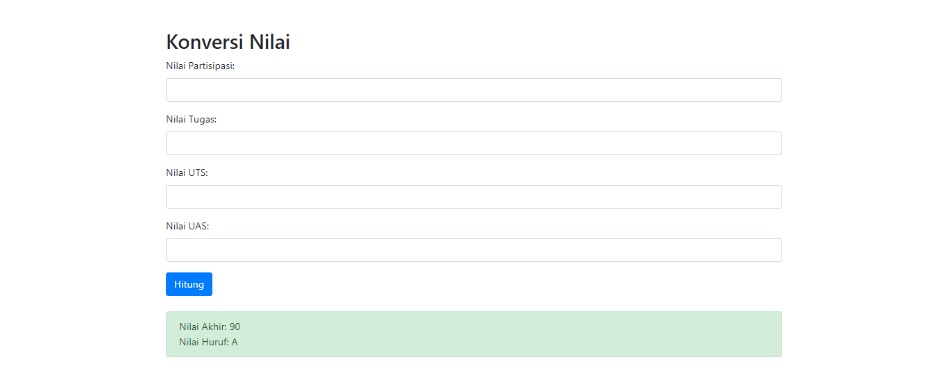 Konversi Nilai
Nilai Partisipasi:
Nilai Tugas:
Nilai UTS:
Nilai UAS:
Hitung
Nilai Akhir: 90
Nilai Huruf: A